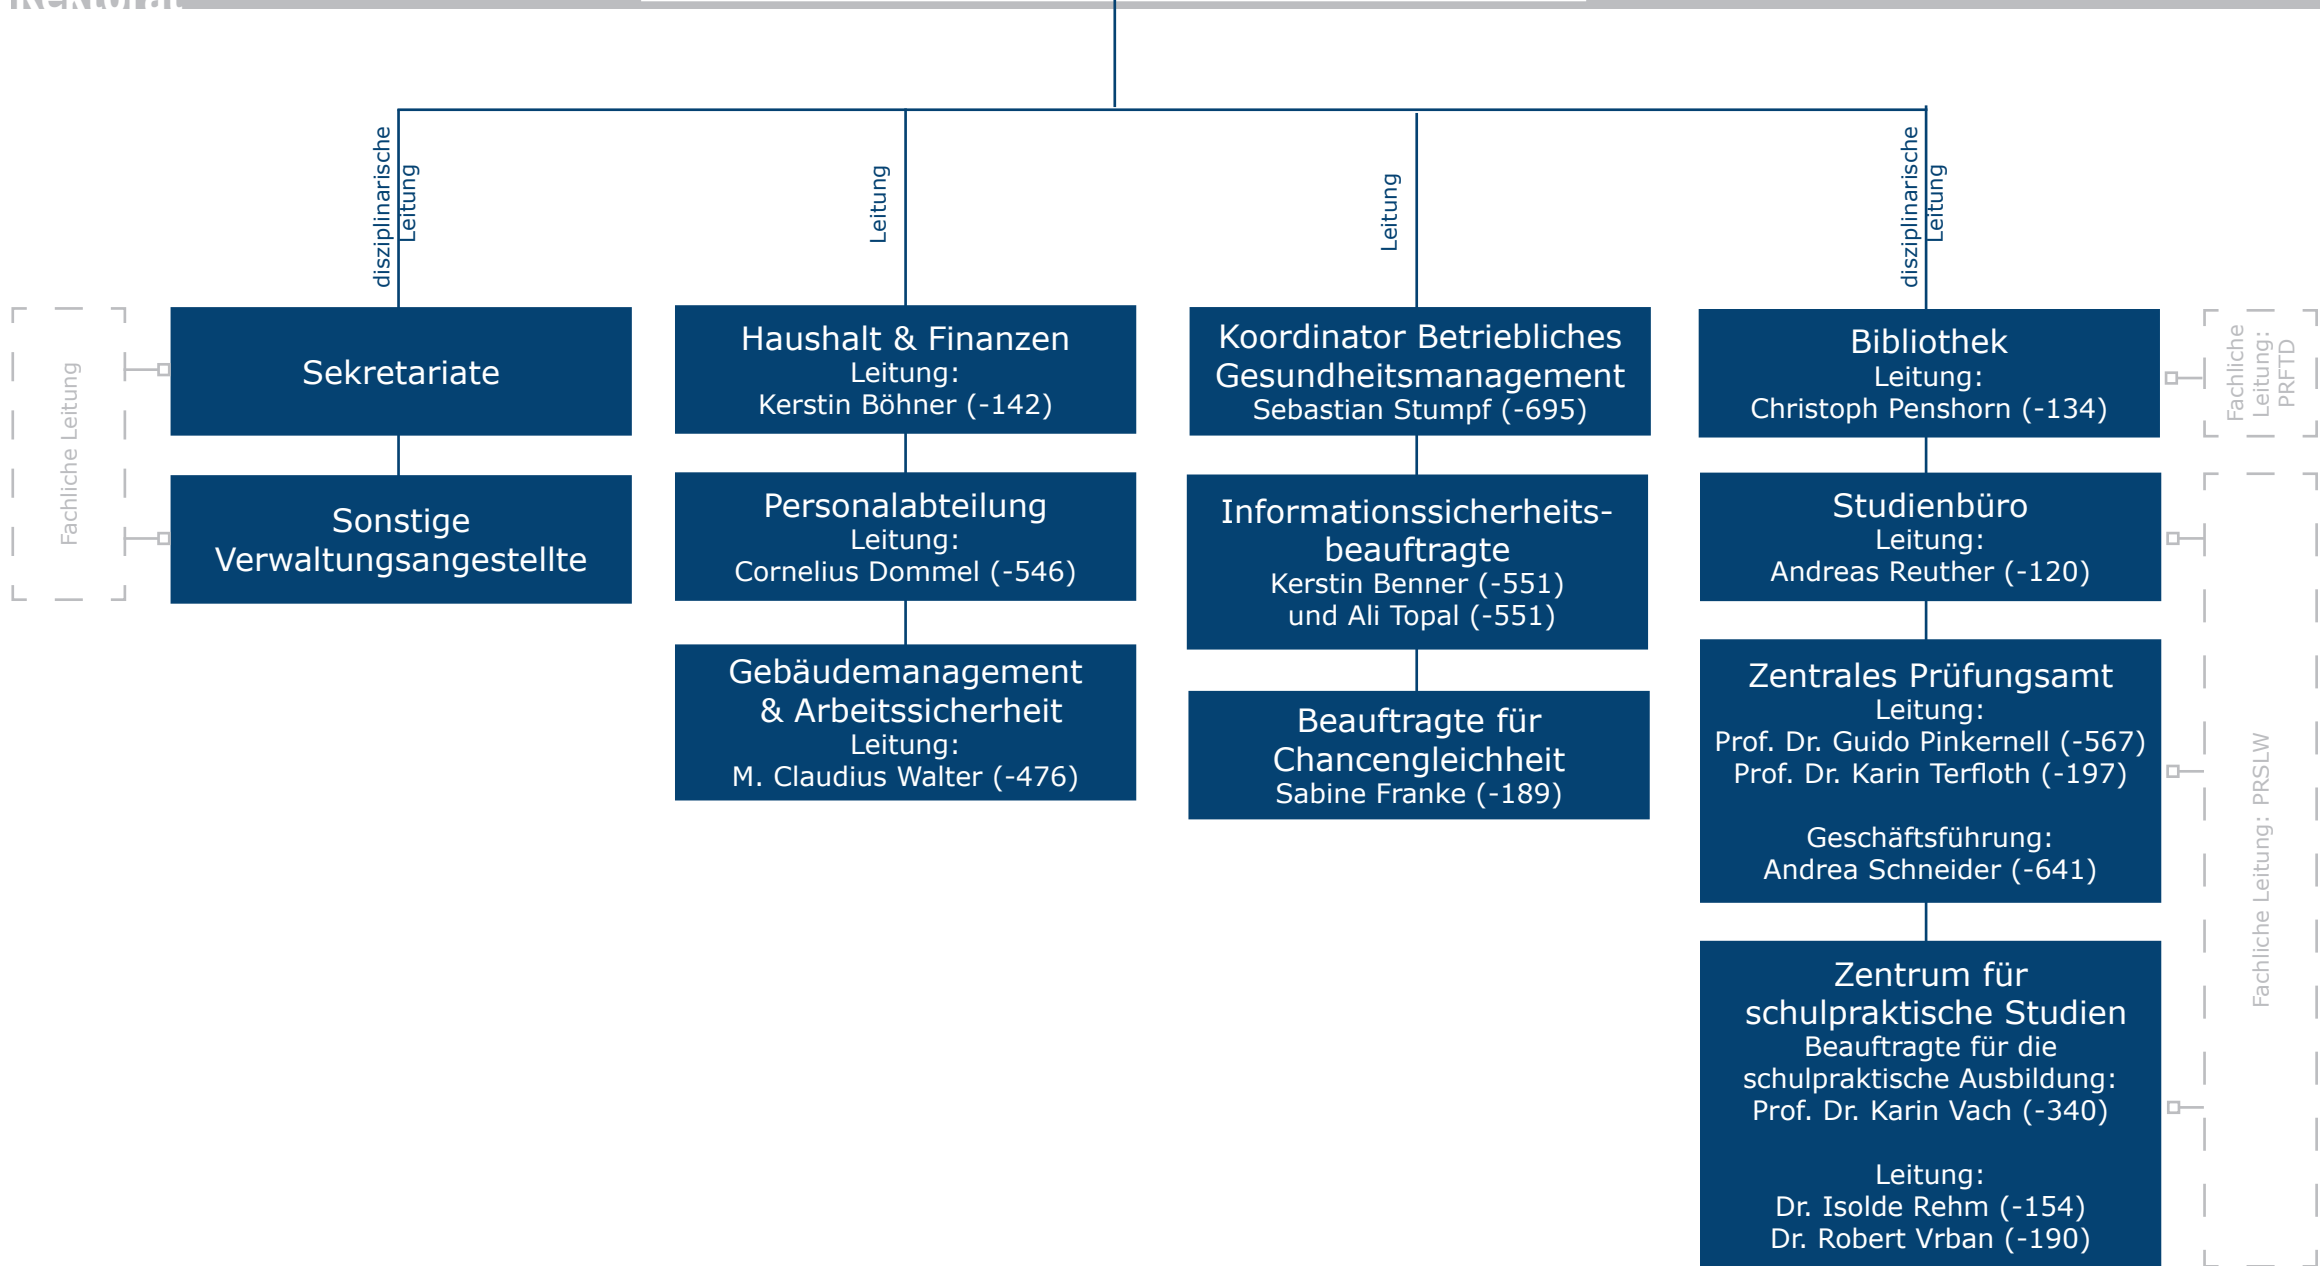 disziplinarische
Leitung
Leitung
Leitung
disziplinarische
Leitung
Fachliche Leitung
Sekretariate
Sonstige
Verwaltungsangestellte
Haushalt & Finanzen
Leitung:
Kerstin Böhner (-142)
Personalabteilung
Leitung:
Cornelius Dommel (-546)
Gebäudemanagement
& Arbeitssicherheit
Leitung:
M. Claudius Walter (-476)
Koordinator Betriebliches
Gesundheitsmanagement
Sebastian Stumpf (-695)
Informationssicherheits-
beauftragte
Kerstin Benner (-551)
und Ali Topal (-551)
Beauftragte für
Chancengleichheit
Sabine Franke (-189)
Bibliothek
Leitung:
Christoph Penshorn (-134)
Studienbüro
Leitung:
Andreas Reuther (-120)
Zentrales Prüfungsamt
Leitung:
Prof. Dr. Guido Pinkernell (-567)
Prof. Dr. Karin Terfloth (-197)
Geschäftsführung:
Andrea Schneider (-641)
Zentrum für
schulpraktische Studien
Beauftragte für die
schulpraktische Ausbildung:
Prof. Dr. Karin Vach (-340)
Leitung:
Dr. Isolde Rehm (-154)
Dr. Robert Vrban (-190)
Fachliche
Leitung:
PRFTD
Fachliche Leitung: PRSLW